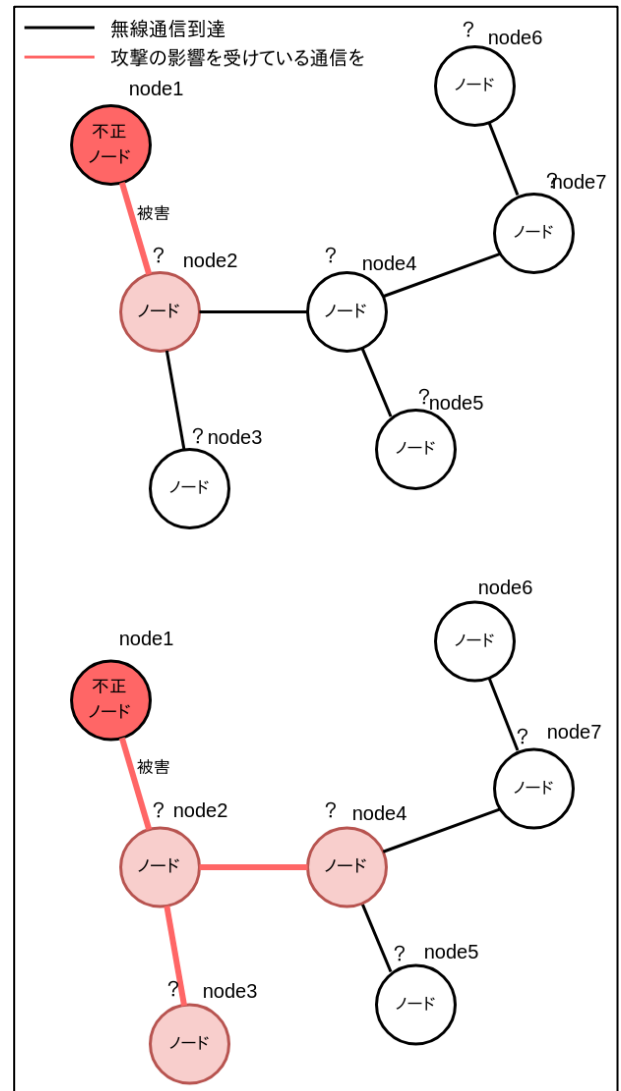 無線通信到達
攻撃の影響を受けている通信を
node1
不正
ノード
被害
? node2
ノード
? node3
ノード
? node4
ノード
? node5
ノード
? node6
ノード
? node7
ノード
node1
不正
ノード
被害
? node2
ノード
? node3
ノード
? node4
ノード
? node5
ノード
node6
ノード
? node7
ノード